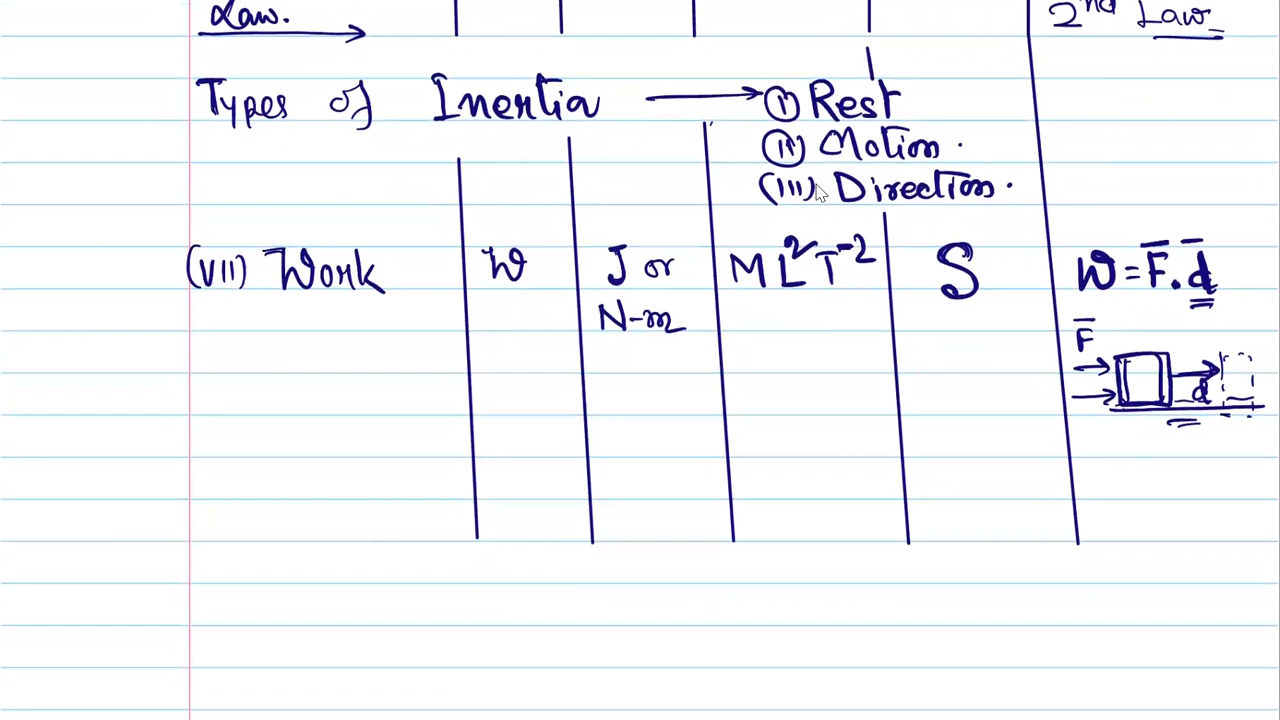 Law. 2nd Law
Types of Inertia → (i) Rest
(ii) Motion.
(III) Direction.
(VII) Work W J or ML²T⁻² S W = F̅.d̅
N-m
F̅
d